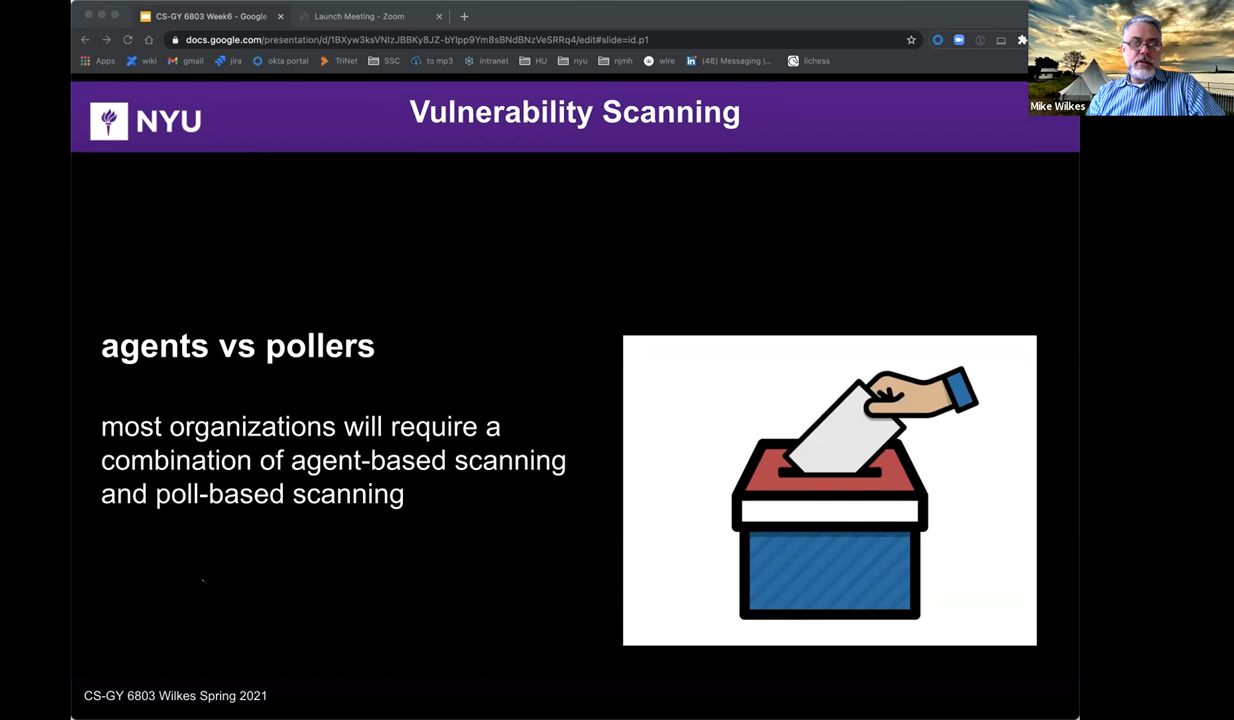 CS-GY 6803 Week6 - Google
Launch Meeting - Zoom
docs.google.com/presentation/d/1BXyw3ksVNIzJBBKy8JZ-bYlpp9Ym8sBNdBNzVeSRRq4/edit#slide=id.p1
Apps wiki gmail jira okta portal TriNet SSC to mp3 Intranet HU nyu njmh wire (48) Messaging |... lichess
Mike Wilkes
NYU
Vulnerability Scanning
agents vs pollers
most organizations will require a
combination of agent-based scanning
and poll-based scanning
CS-GY 6803 Wilkes Spring 2021